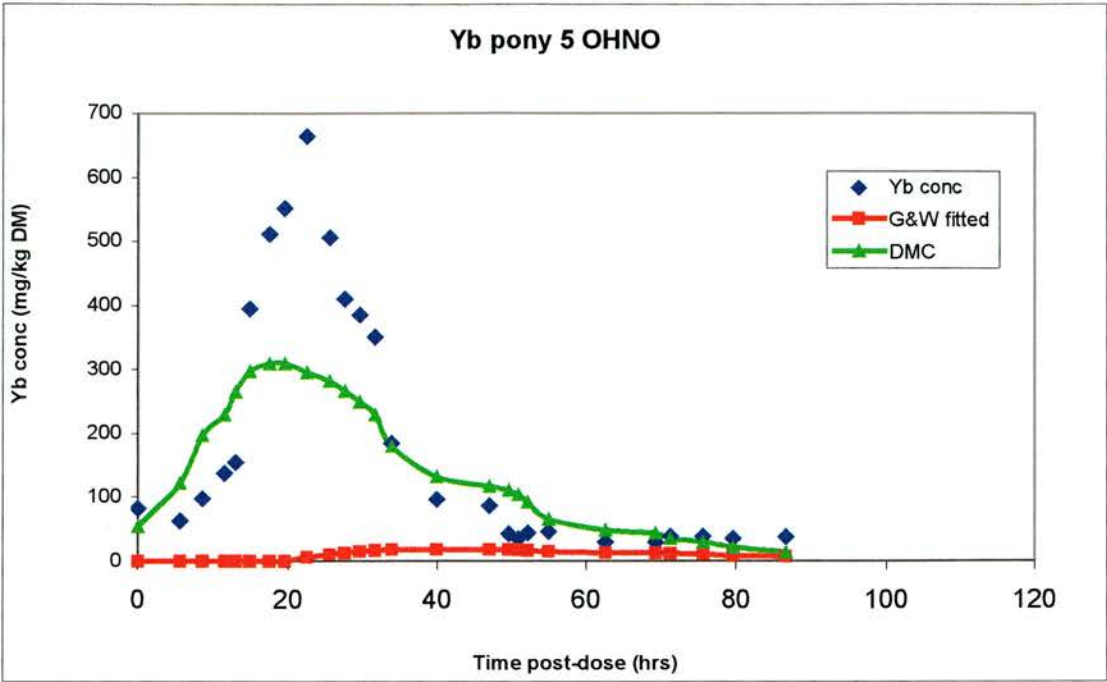 Yb pony 5 OHNO
Yb conc (mg/kg DM)
700
600
500
400
300
200
100
0
Yb conc
G&W fitted
DMC
0 20 40 60 80 100 120
Time post-dose (hrs)